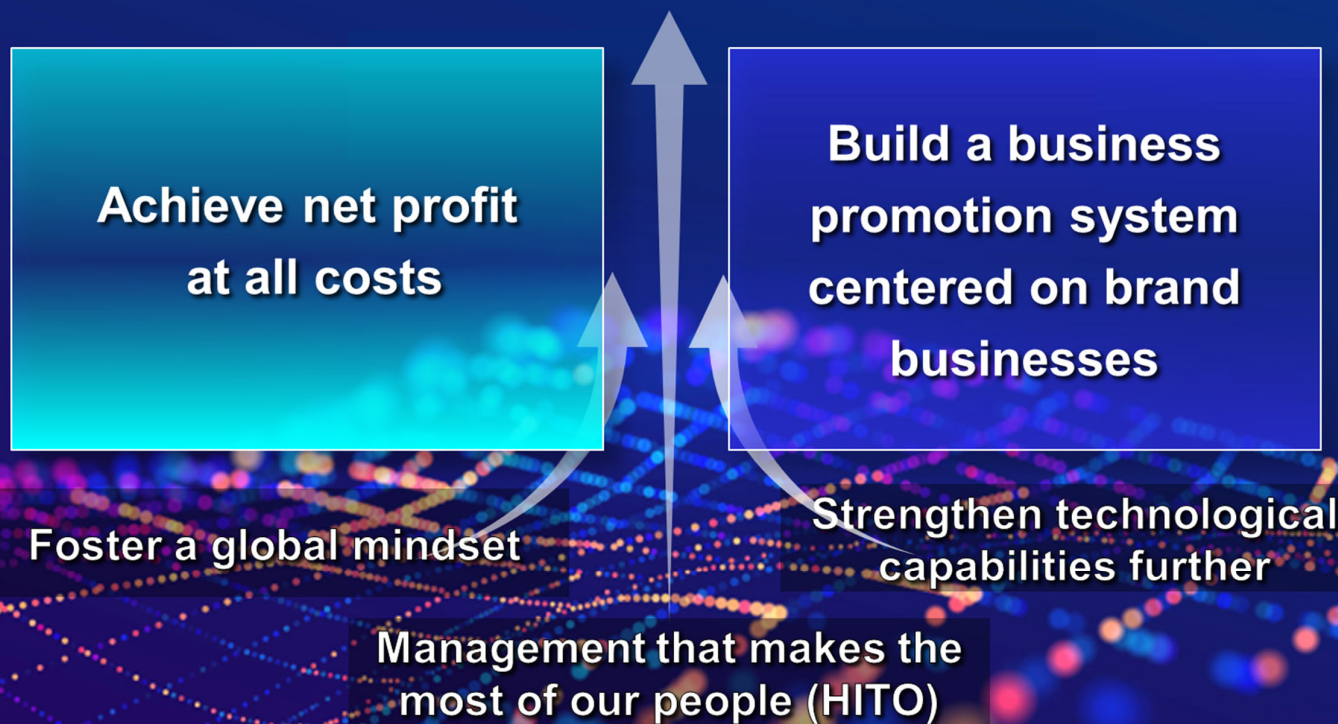 Achieve net profit
at all costs
Build a business
promotion system
centered on brand
businesses
Foster a global mindset
Strengthen technological
capabilities further
Management that makes the
most of our people (HITO)